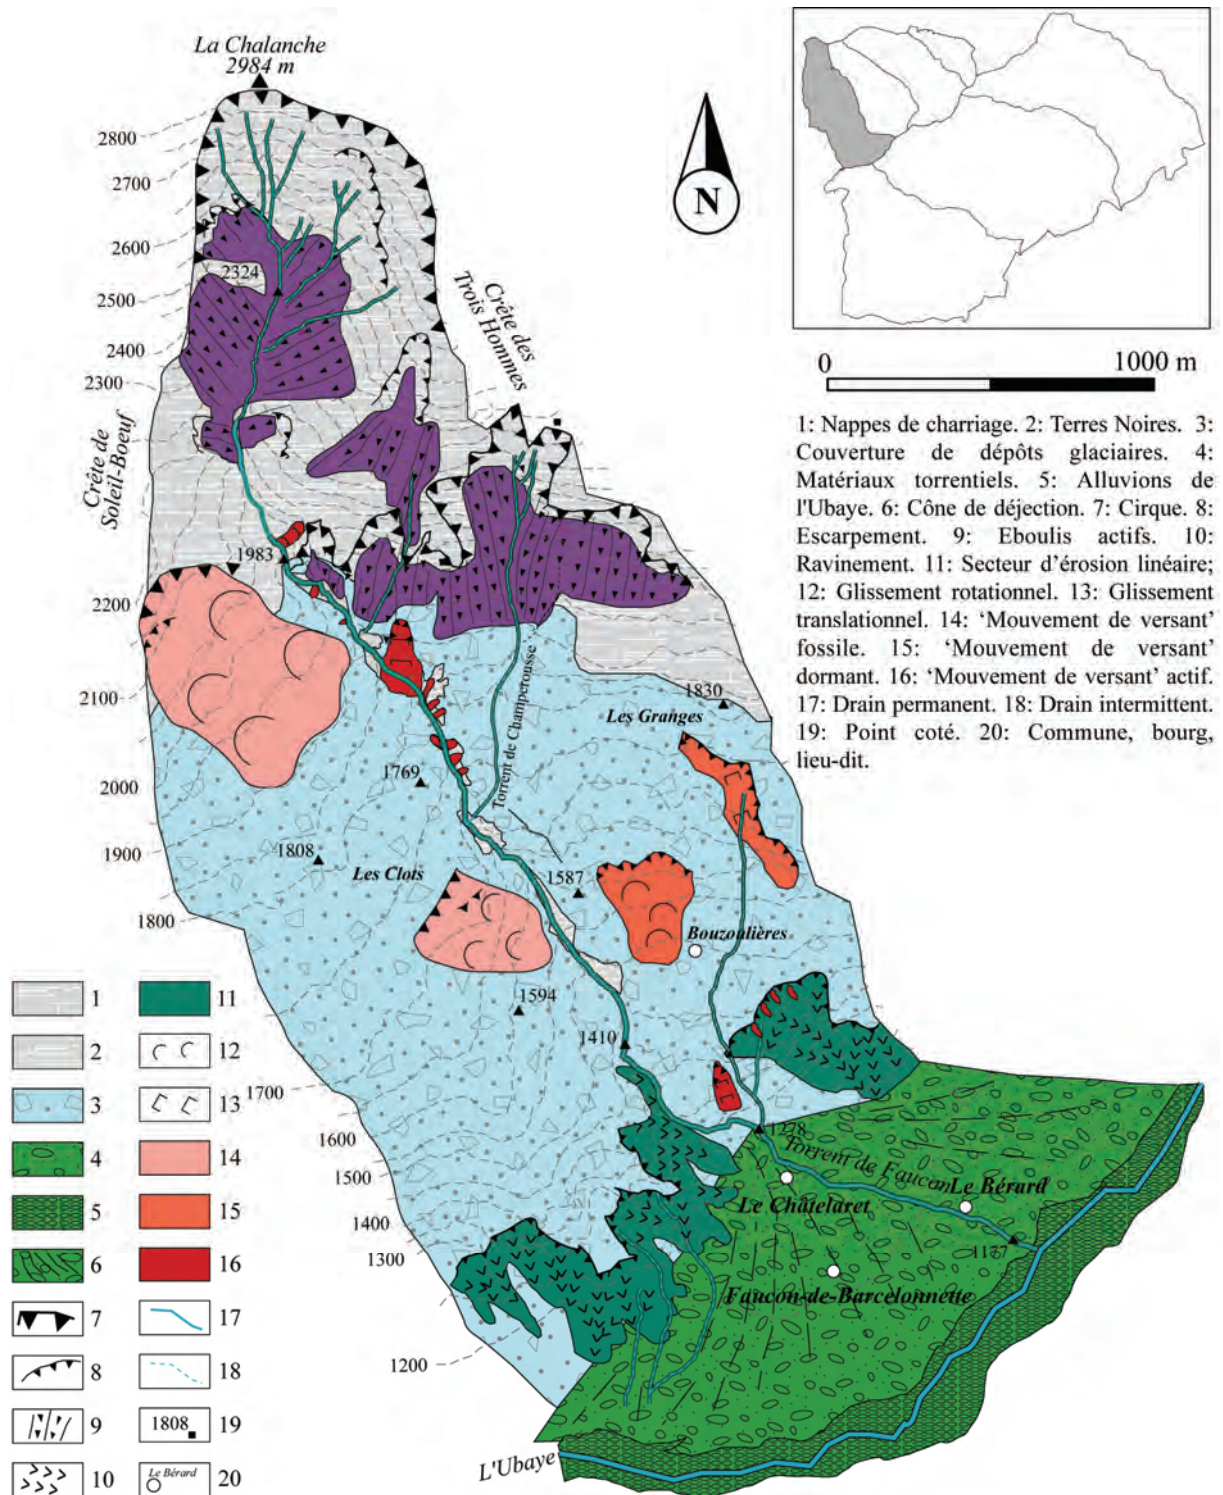 La Chalanche
2984 m
2800
2700
2600
2500
2400
2300
2200
2100
2000
1900
1800
1700
1600
1500
1400
1300
1200
2324
Crête des
Trois Hommes
Crête de
Soleil-Boeuf
1983
Torrent de Champerousse
1830
Les Granges
1769
1808
Les Clots
1587
Bouzoulières
1594
1410
1278
Torrent de Faucon
Le Bérard
Le Châtelaret
1177
Faucon-de-Barcelonnette
L'Ubaye
N
0 1000 m
1: Nappes de charriage. 2: Terres Noires. 3:
Couverture de dépôts glaciaires. 4:
Matériaux torrentiels. 5: Alluvions de
l'Ubaye. 6: Cône de déjection. 7: Cirque. 8:
Escarpement. 9: Eboulis actifs. 10:
Ravinement. 11: Secteur d’érosion linéaire;
12: Glissement rotationnel. 13: Glissement
translationnel. 14: ‘Mouvement de versant’
fossile. 15: ‘Mouvement de versant’
dormant. 16: ‘Mouvement de versant’ actif.
17: Drain permanent. 18: Drain intermittent.
19: Point coté. 20: Commune, bourg,
lieu-dit.
1
2
3
4
5
6
7
8
9
10
11
12
13
14
15
16
17
18
1808 19
Le Bérard 20